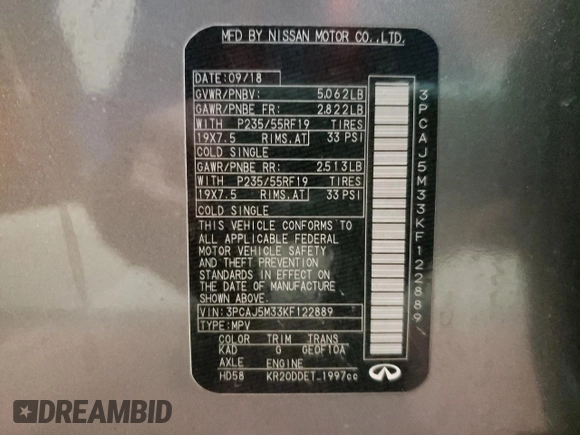 MFD BY NISSAN MOTOR CO.,LTD.
DATE:09/18
GVWR/PNBV: 5,062LB
GAWR/PNBE FR: 2,822LB
WITH P235/55RF19 TIRES
19X7.5 RIMS,AT 33 PSI
COLD SINGLE
GAWR/PNBE RR: 2,513LB
WITH P235/55RF19 TIRES
19X7.5 RIMS,AT 33 PSI
COLD SINGLE
THIS VEHICLE CONFORMS TO
ALL APPLICABLE FEDERAL
MOTOR VEHICLE SAFETY
AND THEFT PREVENTION
STANDARDS IN EFFECT ON
THE DATE OF MANUFACTURE
SHOWN ABOVE.
VIN:3PCAJ5M33KF122889
TYPE:MPV
COLOR TRIM TRANS
KAD G GE0F10A
AXLE ENGINE
HD58 KR20DDET 1997cc
3PCAJ5M33KF122889
DREAMBID